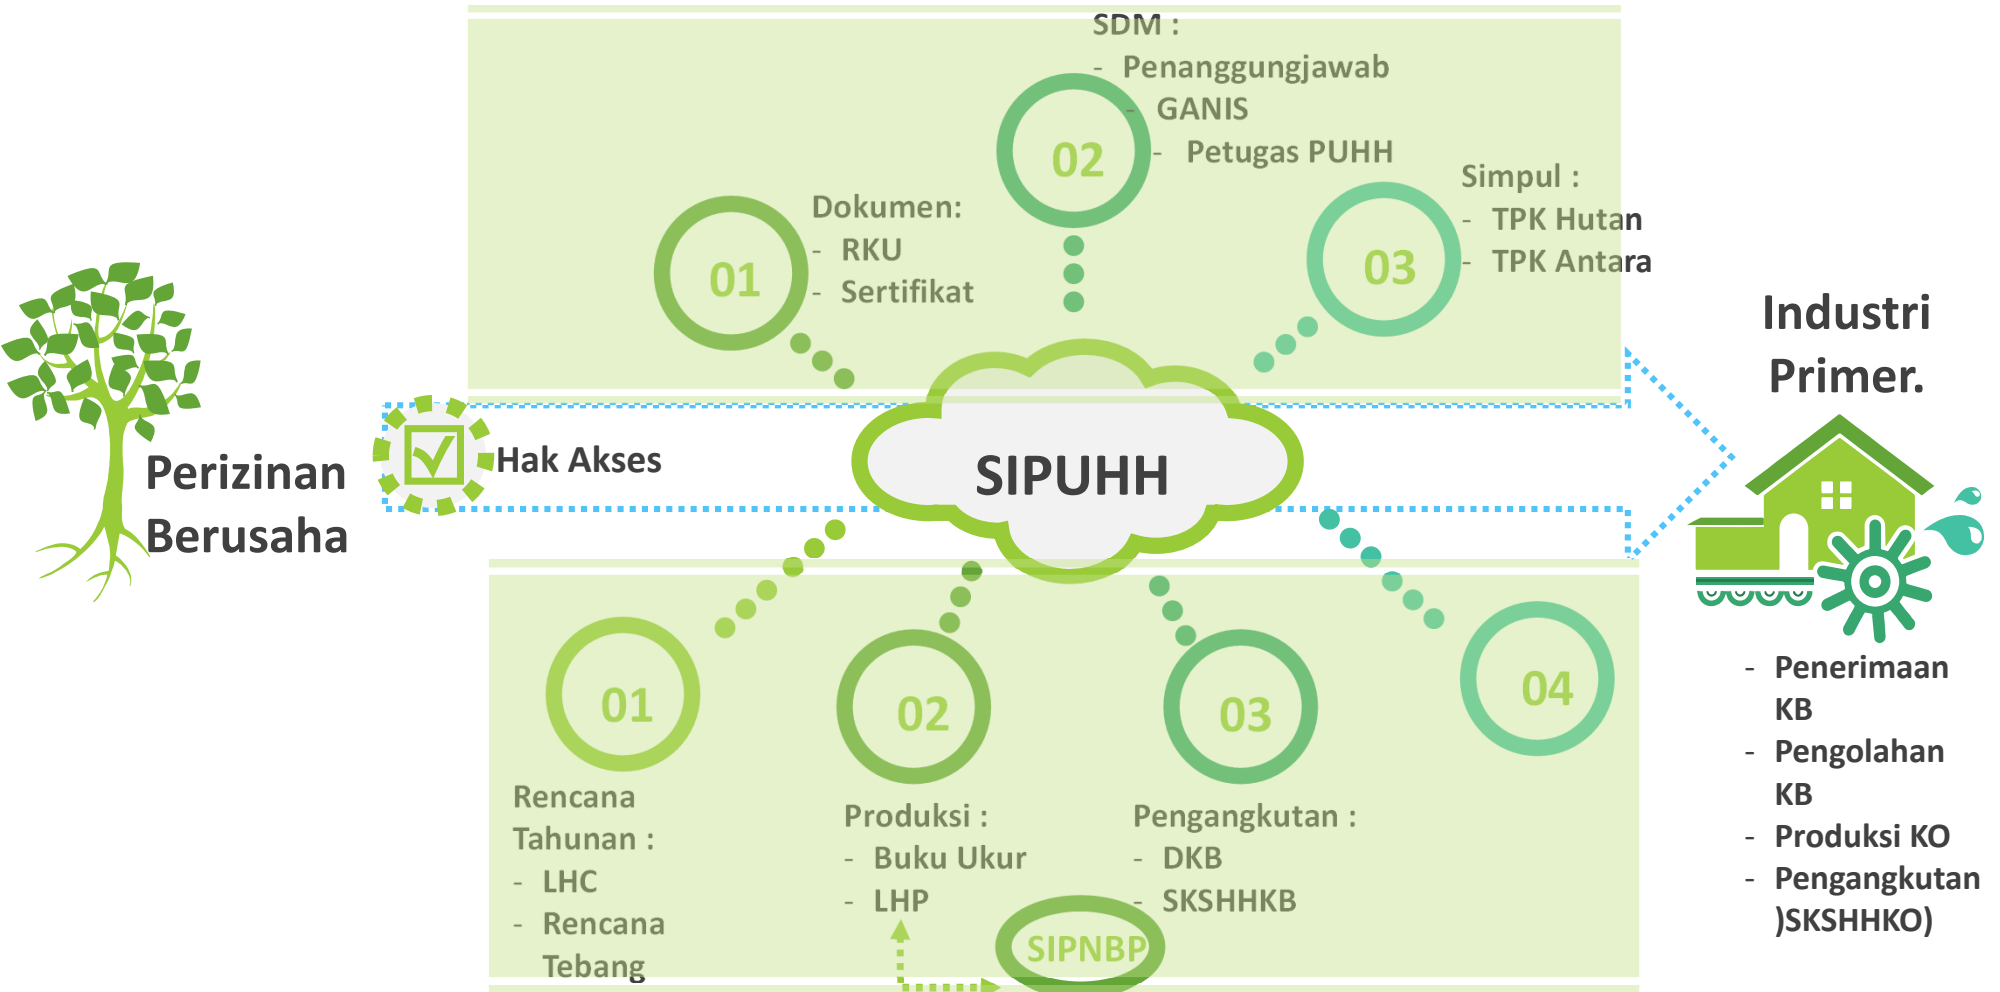 SDM :
- Penanggungjawab
- GANIS
- Petugas PUHH
02
Simpul :
- TPK Hutan
- TPK Antara
03
Dokumen:
- RKU
- Sertifikat
01
Industri
Primer.
Perizinan
Berusaha
Hak Akses
SIPUHH
01
Rencana
Tahunan :
- LHC
- Rencana
Tebang
02
Produksi :
- Buku Ukur
- LHP
03
Pengangkutan :
- DKB
- SKSHHKB
SIPNBP
04
- Penerimaan
KB
- Pengolahan
KB
- Produksi KO
- Pengangkutan
)SKSHHKO)